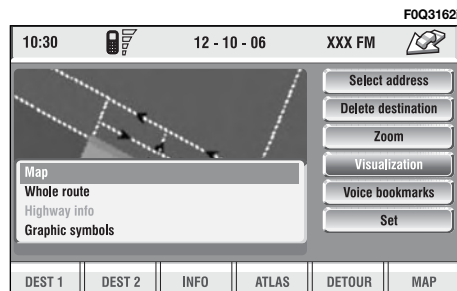 F0Q3162
10:30 12 - 10 - 06 XXX FM
Select address
Delete destination
Zoom
Visualization
Voice bookmarks
Set
Map
Whole route
Highway info
Graphic symbols
DEST 1 DEST 2 INFO ATLAS DETOUR MAP